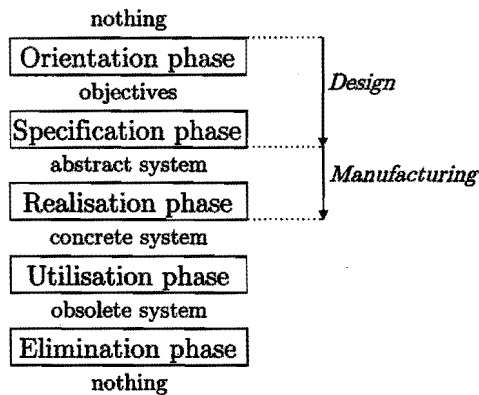 nothing
Orientation phase
objectives
Design
Specification phase
abstract system
Manufacturing
Realisation phase
concrete system
Utilisation phase
obsolete system
Elimination phase
nothing